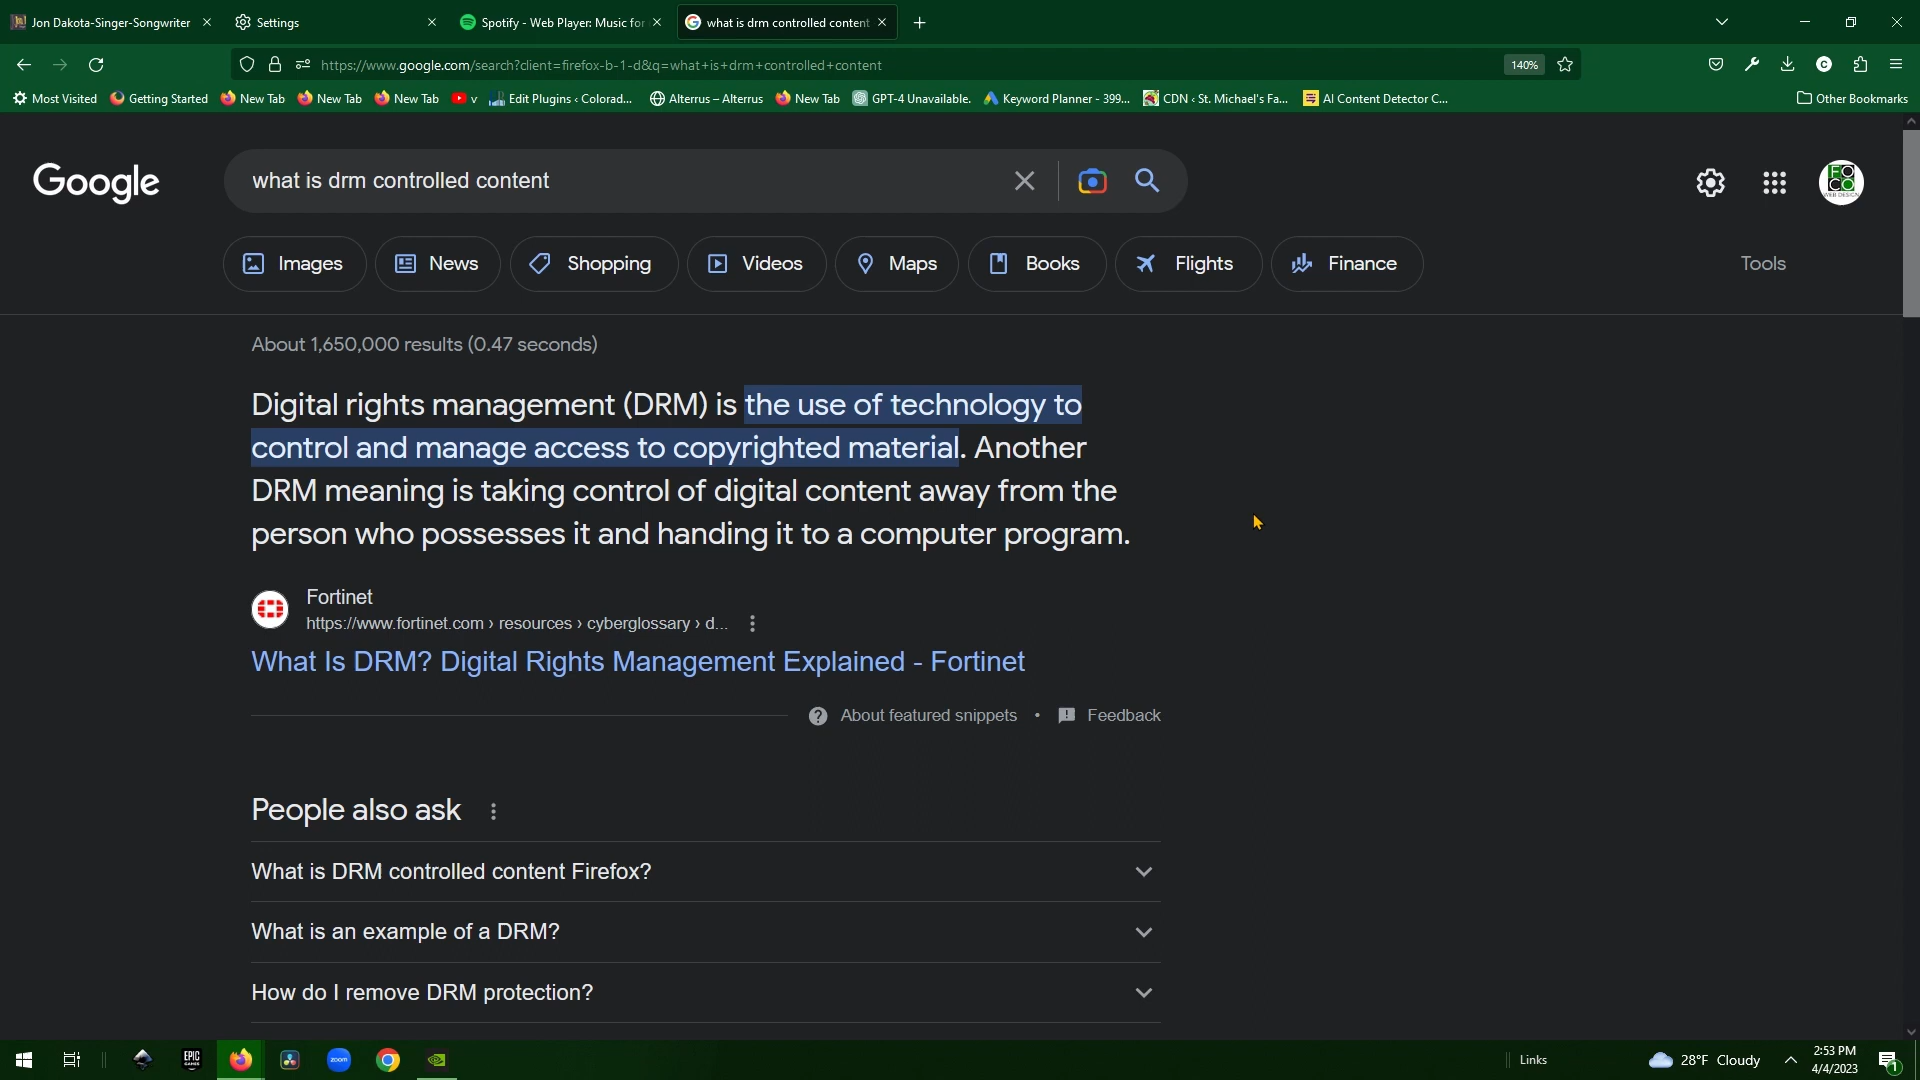 Jon Dakota-Singer-Songwriter
Settings
Spotify - Web Player: Music for
what is drm controlled content
https://www.google.com/search?client=firefox-b-1-d&q=what+is+drm+controlled+content
140%
Most Visited
Getting Started
New Tab
New Tab
New Tab
v
Edit Plugins ‹ Colorad...
Alterrus – Alterrus
New Tab
GPT-4 Unavailable.
Keyword Planner - 399...
CDN ‹ St. Michael's Fa...
AI Content Detector C...
Other Bookmarks
Google
what is drm controlled content
FO
CO
WEB DESIGN
Images
News
Shopping
Videos
Maps
Books
Flights
Finance
Tools
About 1,650,000 results (0.47 seconds)
Digital rights management (DRM) is the use of technology to
control and manage access to copyrighted material. Another
DRM meaning is taking control of digital content away from the
person who possesses it and handing it to a computer program.
Fortinet
https://www.fortinet.com › resources › cyberglossary › d...
What Is DRM? Digital Rights Management Explained - Fortinet
About featured snippets • Feedback
People also ask
What is DRM controlled content Firefox?
What is an example of a DRM?
How do I remove DRM protection?
EPIC
GAMES
zoom
Links
28°F Cloudy
2:53 PM
4/4/2023
1